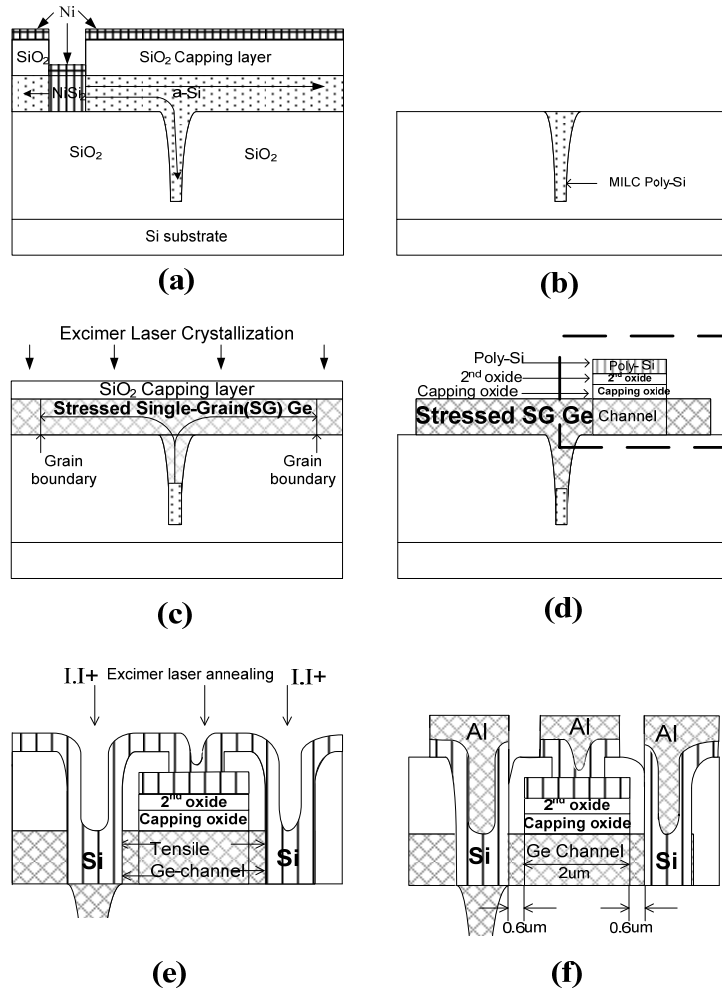 Ni
SiO2
SiO2 Capping layer
NiSi2
a-Si
SiO2
SiO2
Si substrate
(a)
MILC Poly-Si
(b)
Excimer Laser Crystallization
SiO2 Capping layer
Stressed Single-Grain(SG) Ge
Grain
boundary
Grain
boundary
(c)
Poly-Si
2nd oxide
Capping oxide
Poly-Si
2nd oxide
Capping oxide
Stressed SG Ge
Channel
(d)
I.I+
Excimer laser annealing
I.I+
2nd oxide
Capping oxide
Si
Tensile
Ge-channel
Si
(e)
Al
Al
Al
2nd oxide
Capping oxide
Si
Ge Channel
2um
Si
0.6um
0.6um
(f)